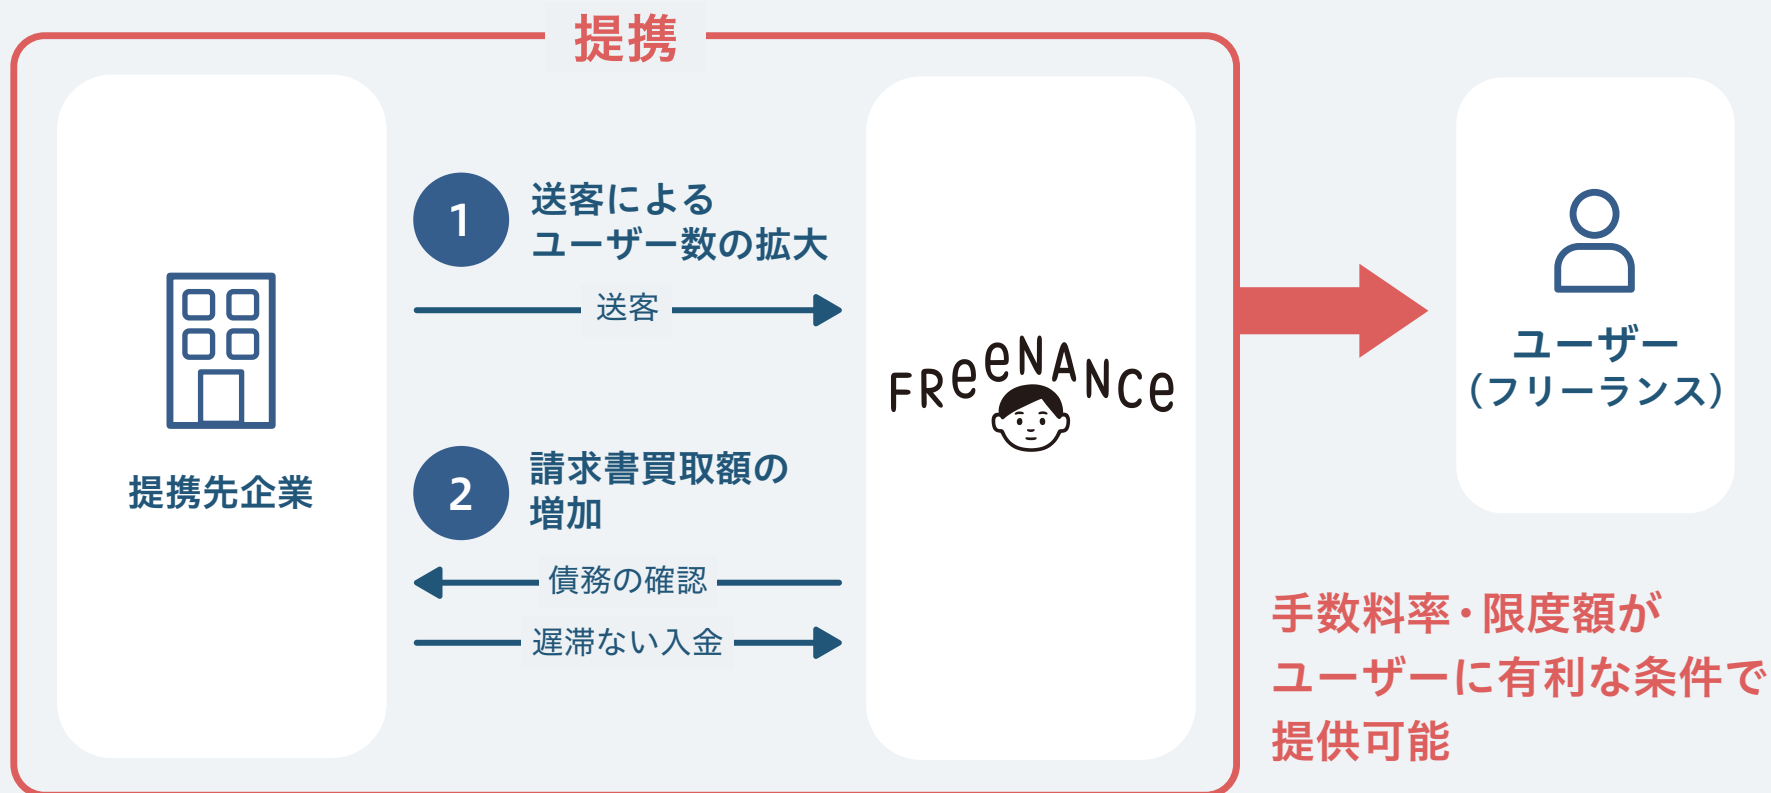 提携
提携先企業
1
送客による
ユーザー数の拡大
送客
2
請求書買取額の
増加
債務の確認
遅滞ない入金
FReeNANCe
ユーザー
（フリーランス）
手数料率・限度額が
ユーザーに有利な条件で
提供可能